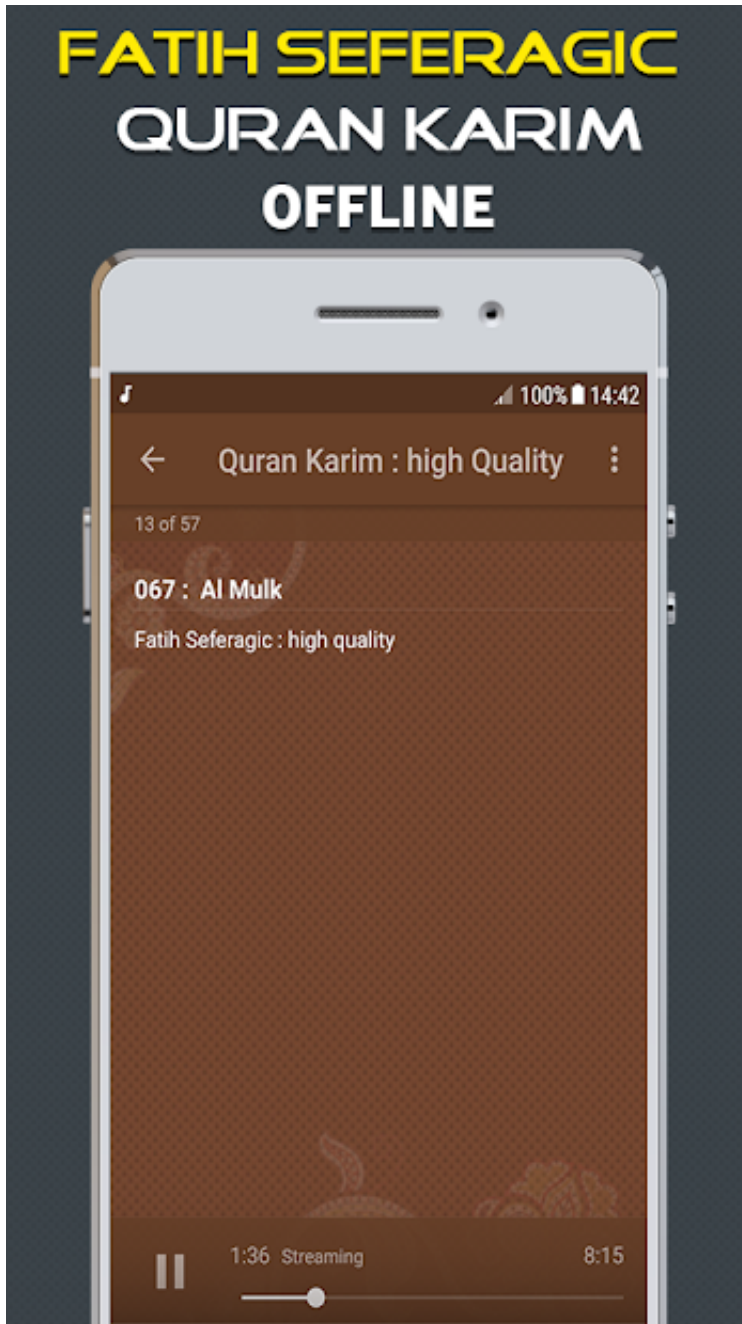 FATIH SEFERAGIC
QURAN KARIM
OFFLINE
100% 14:42
Quran Karim : high Quality
13 of 57
067 : Al Mulk
Fatih Seferagic : high quality
1:36 Streaming 8:15